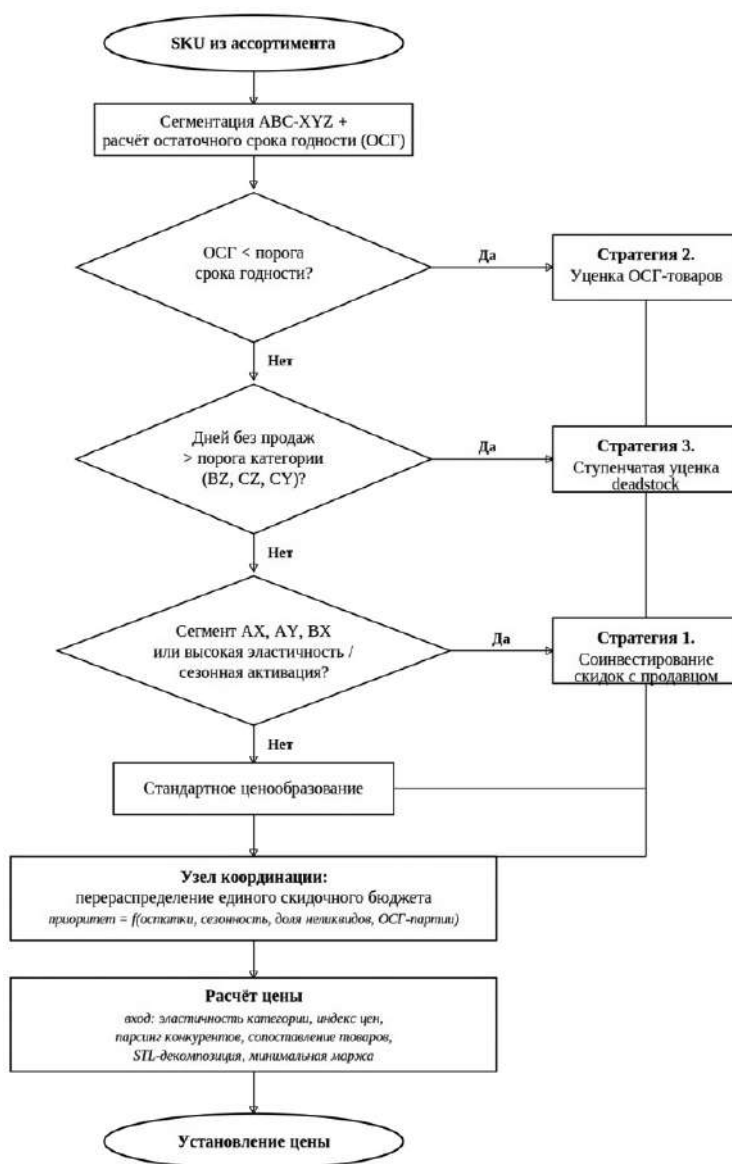 SKU из ассортимента
Сегментация ABC-XYZ +
расчёт остаточного срока годности (ОСГ)
ОСГ < порога
срока годности?
Да
Стратегия 2.
Уценка ОСГ-товаров
Нет
Дней без продаж
> порога категории
(BZ, CZ, CY)?
Да
Стратегия 3.
Ступенчатая уценка
deadstock
Нет
Сегмент AX, AY, BX
или высокая эластичность /
сезонная активация?
Да
Стратегия 1.
Соинвестирование
скидок с продавцом
Нет
Стандартное ценообразование
Узел координации:
перераспределение единого скидочного бюджета
приоритет = f(остатки, сезонность, доля неликвидов, ОСГ-партии)
Расчёт цены
вход: эластичность категории, индекс цен,
парсинг конкурентов, сопоставление товаров,
STL-декомпозиция, минимальная маржа
Установление цены